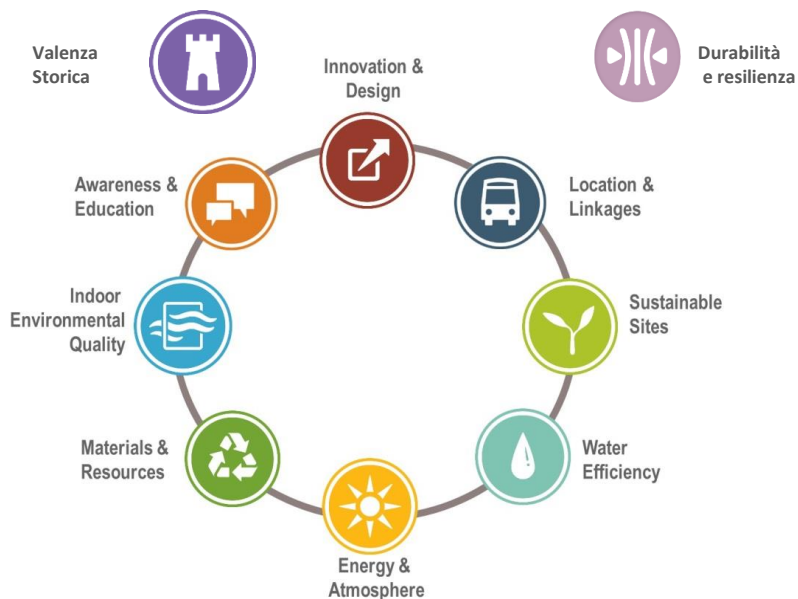 Valenza
Storica
Durabilità
e resilienza
Innovation &
Design
Awareness &
Education
Location &
Linkages
Indoor
Environmental
Quality
Sustainable
Sites
Materials &
Resources
Water
Efficiency
Energy &
Atmosphere